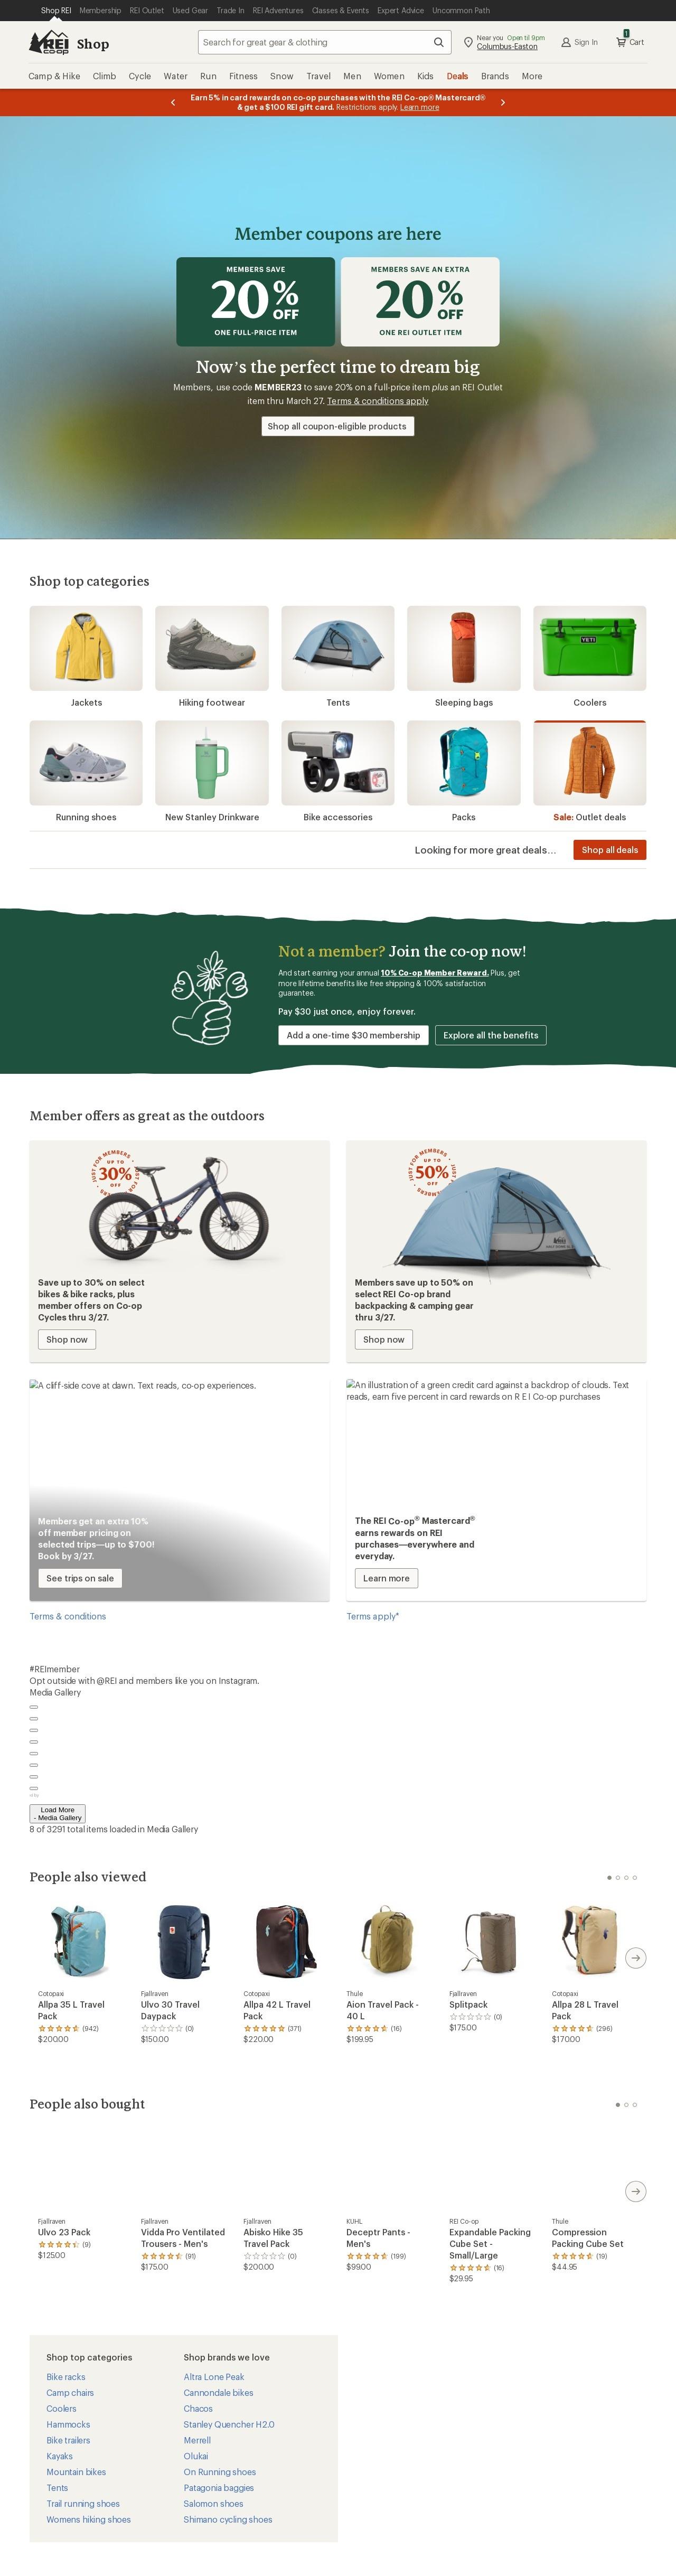 Shop REI
Membership
REI Outlet
Used Gear
Trade In
REI Adventures
Classes & Events
Expert Advice
Uncommon Path
REI
co-op
Shop
Search for great gear & clothing
Near you Open til 9pm
Columbus-Easton
Sign In
1
Cart
Camp & Hike
Climb
Cycle
Water
Run
Fitness
Snow
Travel
Men
Women
Kids
Deals
Brands
More
Earn 5% in card rewards on co-op purchases with the REI Co-op® Mastercard®
& get a $100 REI gift card. Restrictions apply. Learn more
Member coupons are here
MEMBERS SAVE
20% OFF
ONE FULL-PRICE ITEM
MEMBERS SAVE AN EXTRA
20% OFF
ONE REI OUTLET ITEM
Now’s the perfect time to dream big
Members, use code MEMBER23 to save 20% on a full-price item plus an REI Outlet
item thru March 27. Terms & conditions apply
Shop all coupon-eligible products
Shop top categories
YETI
Jackets
Hiking footwear
Tents
Sleeping bags
Coolers
Running shoes
New Stanley Drinkware
Bike accessories
Packs
Sale: Outlet deals
Looking for more great deals…
Shop all deals
Not a member? Join the co-op now!
And start earning your annual 10% Co-op Member Reward. Plus, get
more lifetime benefits like free shipping & 100% satisfaction
guarantee.
Pay $30 just once, enjoy forever.
Add a one-time $30 membership
Explore all the benefits
Member offers as great as the outdoors
JUST FOR MEMBERS
UP TO
30%
OFF
Save up to 30% on select
bikes & bike racks, plus
member offers on Co-op
Cycles thru 3/27.
Shop now
JUST FOR MEMBERS
UP TO
50%
OFF
Members save up to 50% on
select REI Co-op brand
backpacking & camping gear
thru 3/27.
Shop now
A cliff-side cove at dawn. Text reads, co-op experiences.
Members get an extra 10%
off member pricing on
selected trips—up to $700!
Book by 3/27.
See trips on sale
Terms & conditions
An illustration of a green credit card against a backdrop of clouds. Text
reads, earn five percent in card rewards on R E I Co-op purchases
The REI Co-op® Mastercard®
earns rewards on REI
purchases—everywhere and
everyday.
Learn more
Terms apply*
#REImember
Opt outside with @REI and members like you on Instagram.
Media Gallery
Load More
- Media Gallery
8 of 3291 total items loaded in Media Gallery
People also viewed
Cotopaxi
Allpa 35 L Travel
Pack
(942)
$200.00
Fjallraven
Ulvo 30 Travel
Daypack
(0)
$150.00
Cotopaxi
Allpa 42 L Travel
Pack
(371)
$220.00
Thule
Aion Travel Pack -
40 L
(16)
$199.95
Fjallraven
Splitpack
(0)
$175.00
Cotopaxi
Allpa 28 L Travel
Pack
(296)
$170.00
People also bought
Fjallraven
Ulvo 23 Pack
(9)
$125.00
Fjallraven
Vidda Pro Ventilated
Trousers - Men's
(91)
$175.00
Fjallraven
Abisko Hike 35
Travel Pack
(0)
$200.00
KUHL
Deceptr Pants -
Men's
(199)
$99.00
REI Co-op
Expandable Packing
Cube Set -
Small/Large
(16)
$29.95
Thule
Compression
Packing Cube Set
(19)
$44.95
Shop top categories
Bike racks
Camp chairs
Coolers
Hammocks
Bike trailers
Kayaks
Mountain bikes
Tents
Trail running shoes
Womens hiking shoes
Shop brands we love
Altra Lone Peak
Cannondale bikes
Chacos
Stanley Quencher H2.0
Merrell
Olukai
On Running shoes
Patagonia baggies
Salomon shoes
Shimano cycling shoes